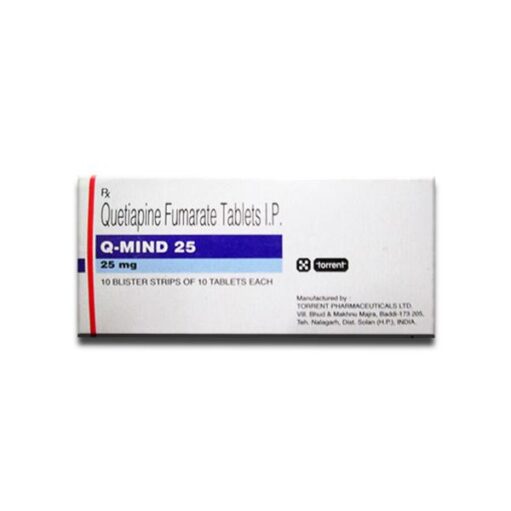 Rx
Quetiapine Fumarate Tablets I.P.
Q-MIND 25
25 mg
10 BLISTER STRIPS OF 10 TABLETS EACH
torrent
Manufactured by
TORRENT PHARMACEUTICALS LTD.
Vill. Bhud & Makhnu Majra, Baddi-173 205,
Teh. Nalagarh, Dist. Solan (H.P.), INDIA.